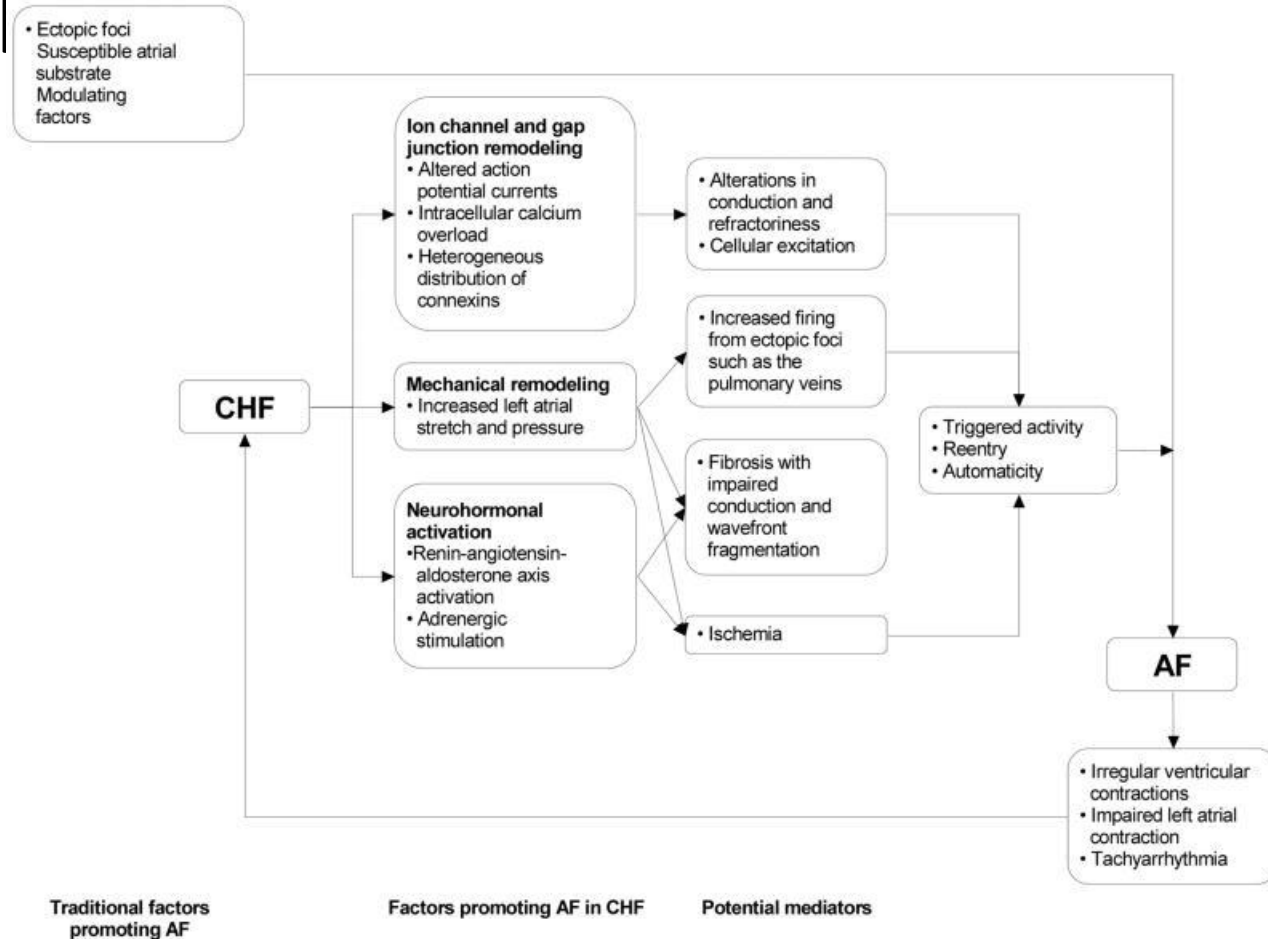 • Ectopic foci
Susceptible atrial
substrate
Modulating
factors
Ion channel and gap
junction remodeling
• Altered action
potential currents
• Intracellular calcium
overload
• Heterogeneous
distribution of
connexins
• Alterations in
conduction and
refractoriness
• Cellular excitation
• Increased firing
from ectopic foci
such as the
pulmonary veins
CHF
Mechanical remodeling
• Increased left atrial
stretch and pressure
• Triggered activity
• Reentry
• Automaticity
• Fibrosis with
impaired
conduction and
wavefront
fragmentation
Neurohormonal
activation
•Renin-angiotensin-
aldosterone axis
activation
• Adrenergic
stimulation
• Ischemia
AF
• Irregular ventricular
contractions
• Impaired left atrial
contraction
• Tachyarrhythmia
Traditional factors
promoting AF
Factors promoting AF in CHF
Potential mediators